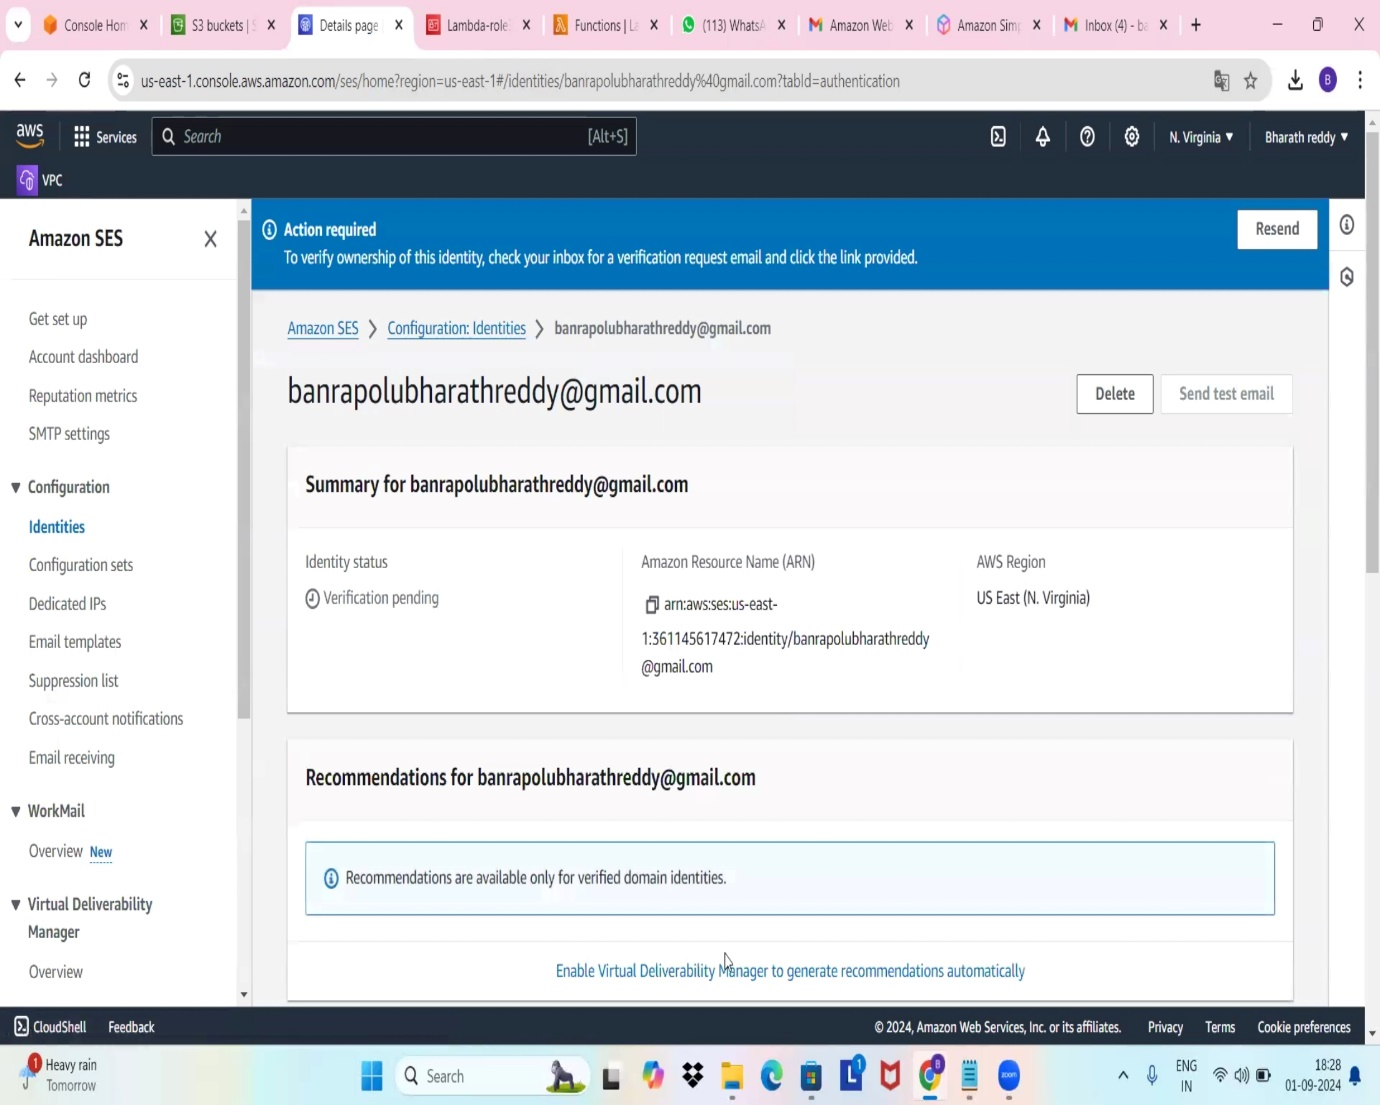 Console Hom
S3 buckets | S
Details page
Lambda-role
Functions | La
(113) WhatsA
Amazon Web
Amazon Simp
Inbox (4) - ba
us-east-1.console.aws.amazon.com/ses/home?region=us-east-1#/identities/banrapolubharathreddy%40gmail.com?tabId=authentication
B
aws
Services
Search
[Alt+S]
N. Virginia
Bharath reddy
VPC
Amazon SES
Get set up
Account dashboard
Reputation metrics
SMTP settings
Configuration
Identities
Configuration sets
Dedicated IPs
Email templates
Suppression list
Cross-account notifications
Email receiving
WorkMail
Overview New
Virtual Deliverability
Manager
Overview
Action required
To verify ownership of this identity, check your inbox for a verification request email and click the link provided.
Resend
Amazon SES > Configuration: Identities > banrapolubharathreddy@gmail.com
banrapolubharathreddy@gmail.com
Delete
Send test email
Summary for banrapolubharathreddy@gmail.com
Identity status
Verification pending
Amazon Resource Name (ARN)
arn:aws:ses:us-east-
1:361145617472:identity/banrapolubharathreddy
@gmail.com
AWS Region
US East (N. Virginia)
Recommendations for banrapolubharathreddy@gmail.com
Recommendations are available only for verified domain identities.
Enable Virtual Deliverability Manager to generate recommendations automatically
CloudShell
Feedback
© 2024, Amazon Web Services, Inc. or its affiliates.
Privacy
Terms
Cookie preferences
1
Heavy rain
Tomorrow
Search
1
B
zoom
ENG
IN
18:28
01-09-2024